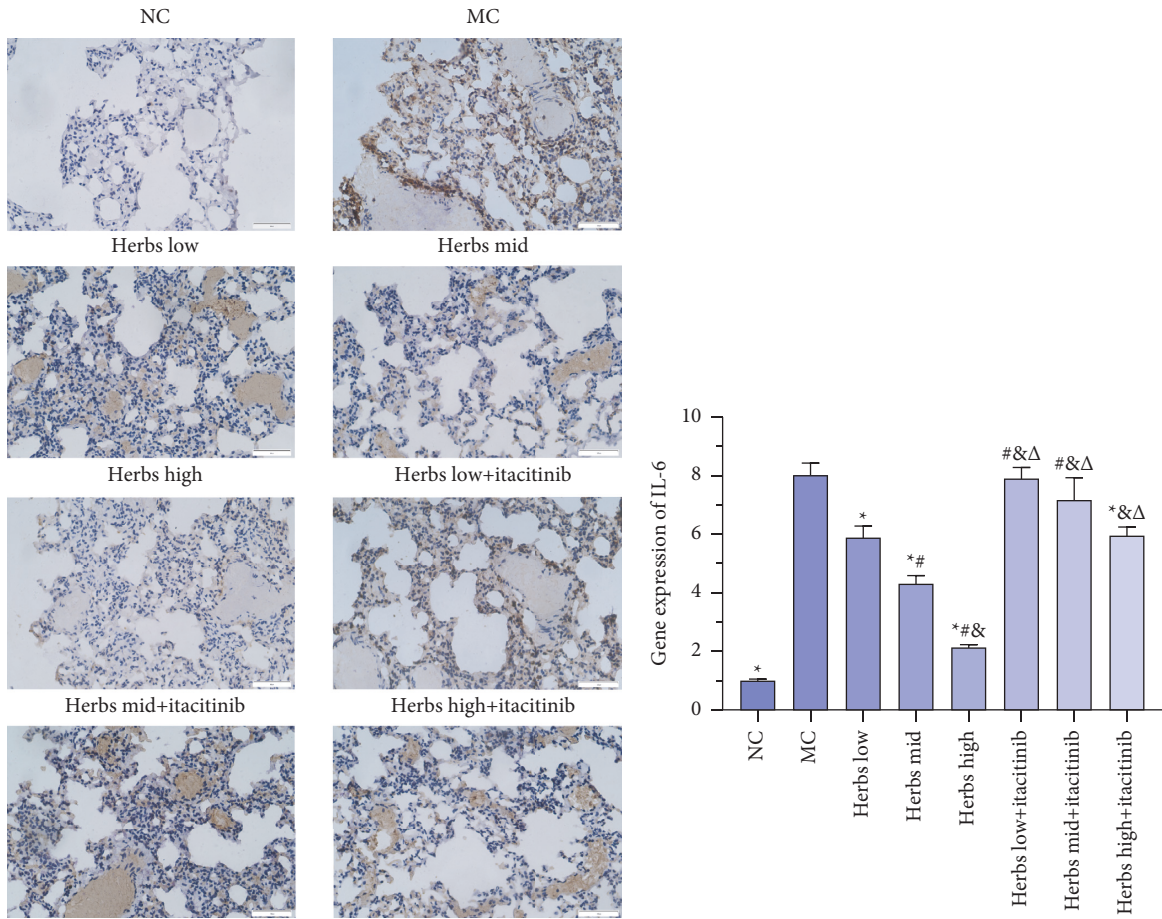 NC
MC
Herbs low
Herbs mid
Herbs high
Herbs low+itacitinib
Herbs mid+itacitinib
Herbs high+itacitinib
Gene expression of IL-6
10
8
6
4
2
0
*
*
*#
*#&
#&Δ
#&Δ
*&Δ
NC
MC
Herbs low
Herbs mid
Herbs high
Herbs low+itacitinib
Herbs mid+itacitinib
Herbs high+itacitinib